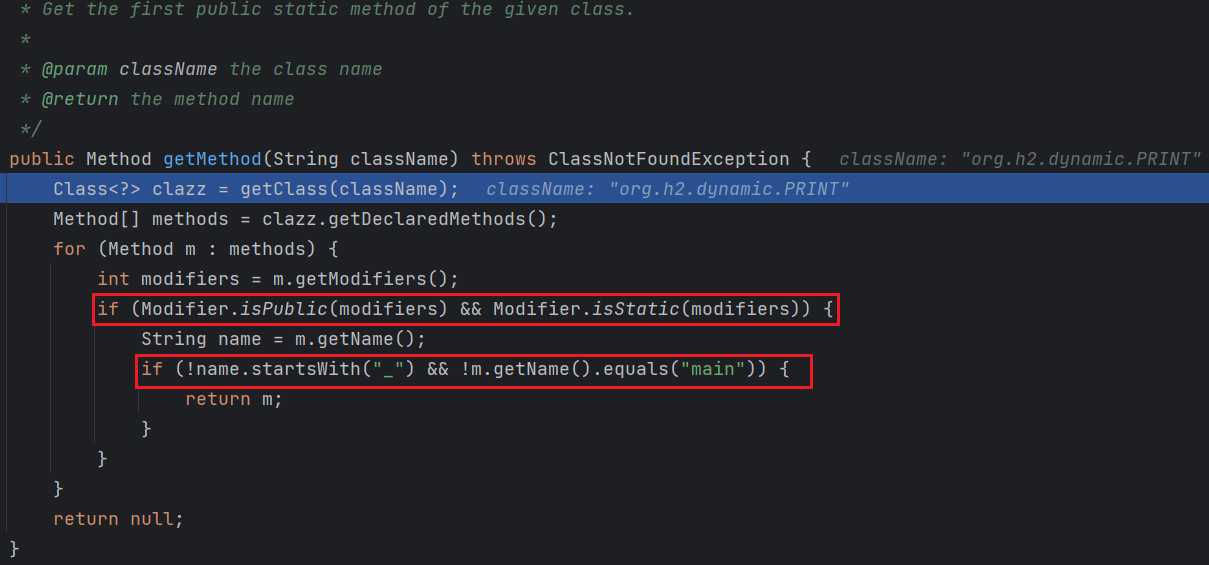 * Get the first public static method of the given class.
*
* @param className the class name
* @return the method name
*/
public Method getMethod(String className) throws ClassNotFoundException {   className: "org.h2.dynamic.PRINT"
    Class<?> clazz = getClass(className);   className: "org.h2.dynamic.PRINT"
    Method[] methods = clazz.getDeclaredMethods();
    for (Method m : methods) {
        int modifiers = m.getModifiers();
        if (Modifier.isPublic(modifiers) && Modifier.isStatic(modifiers)) {
            String name = m.getName();
            if (!name.startsWith("_") && !m.getName().equals("main")) {
                return m;
            }
        }
    }
    return null;
}